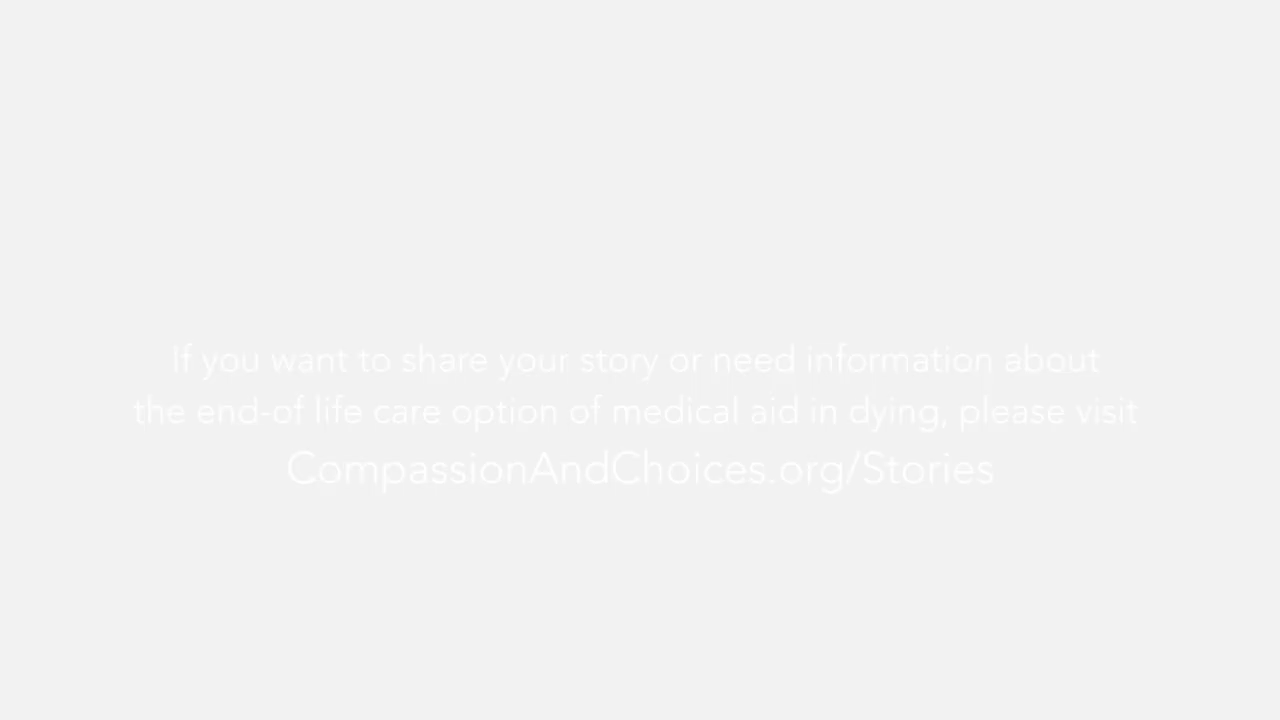 If you want to share your story or need information about
the end-of life care option of medical aid in dying, please visit
CompassionAndChoices.org/Stories